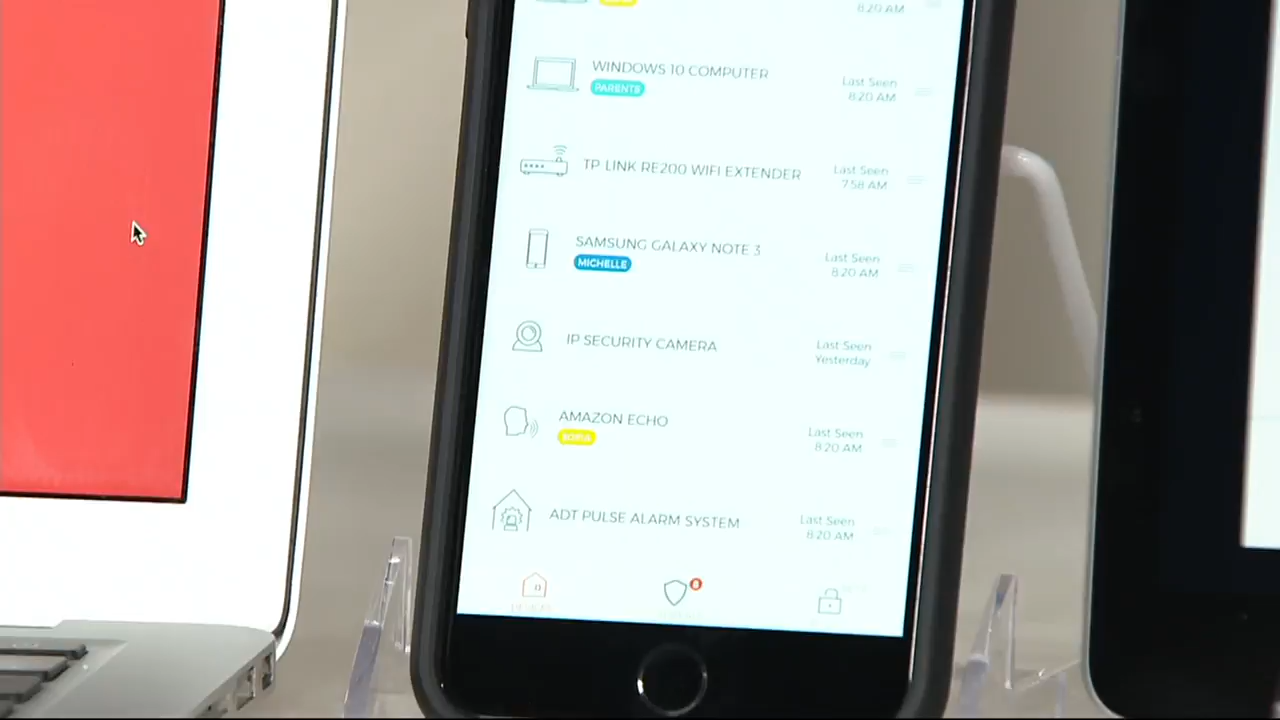 8:20 AM
WINDOWS 10 COMPUTER
PARENTS
Last Seen
8:20 AM
TP LINK RE200 WIFI EXTENDER
Last Seen
7:58 AM
SAMSUNG GALAXY NOTE 3
MICHELLE
Last Seen
8:20 AM
IP SECURITY CAMERA
Last Seen
Yesterday
AMAZON ECHO
Last Seen
8:20 AM
ADT PULSE ALARM SYSTEM
Last Seen
8:20 AM